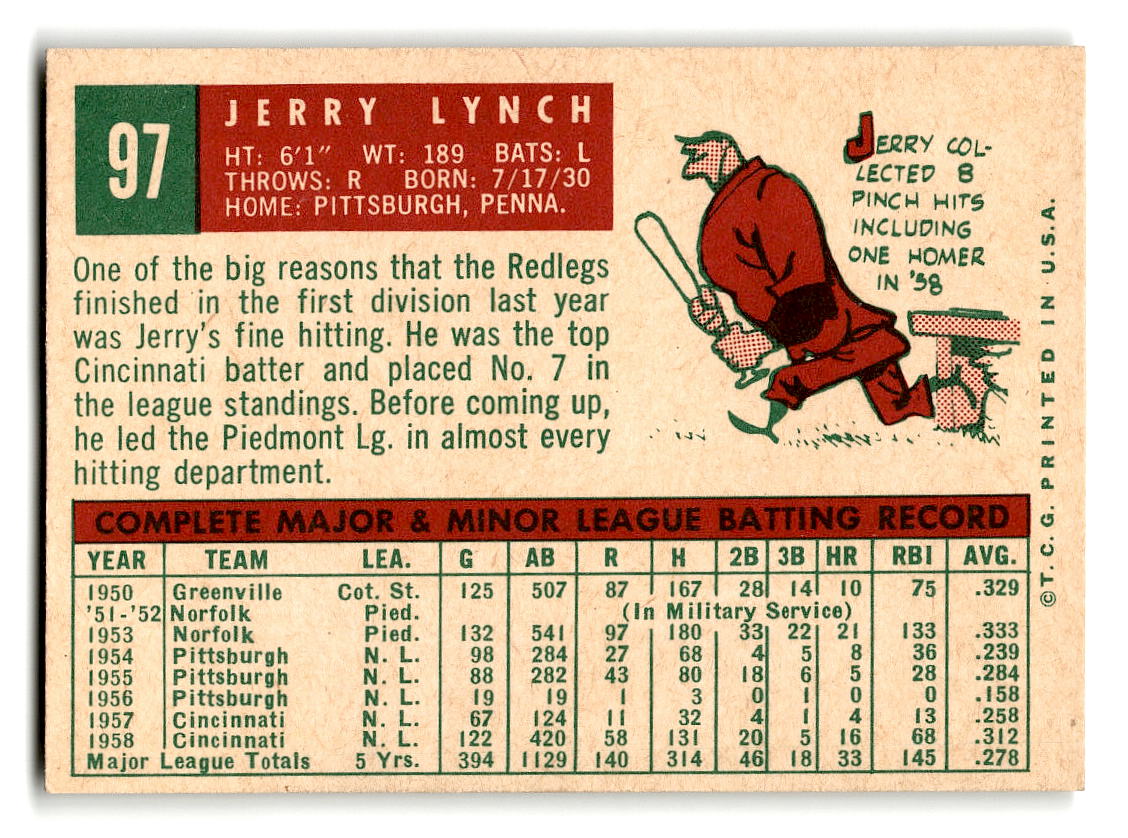 97
JERRY LYNCH
HT: 6'1" WT: 189 BATS: L
THROWS: R BORN: 7/17/30
HOME: PITTSBURGH, PENNA.
One of the big reasons that the Redlegs
finished in the first division last year
was Jerry's fine hitting. He was the top
Cincinnati batter and placed No. 7 in
the league standings. Before coming up,
he led the Piedmont Lg. in almost every
hitting department.
JERRY COL-
LECTED 8
PINCH HITS
INCLUDING
ONE HOMER
IN '58
COMPLETE MAJOR & MINOR LEAGUE BATTING RECORD
YEAR TEAM LEA. G AB R H 2B 3B HR RBI AVG.
1950 Greenville Cot. St. 125 507 87 167 28 14 10 75 .329
'51-'52 Norfolk Pied. (In Military Service)
1953 Norfolk Pied. 132 541 97 180 33 22 21 133 .333
1954 Pittsburgh N. L. 98 284 27 68 4 5 8 36 .239
1955 Pittsburgh N. L. 88 282 43 80 18 6 5 28 .284
1956 Pittsburgh N. L. 19 19 1 3 0 1 0 0 .158
1957 Cincinnati N. L. 67 124 11 32 4 1 4 13 .258
1958 Cincinnati N. L. 122 420 58 131 20 5 16 68 .312
Major League Totals 5 Yrs. 394 1129 140 314 46 18 33 145 .278
©T. C. G. PRINTED IN U.S.A.